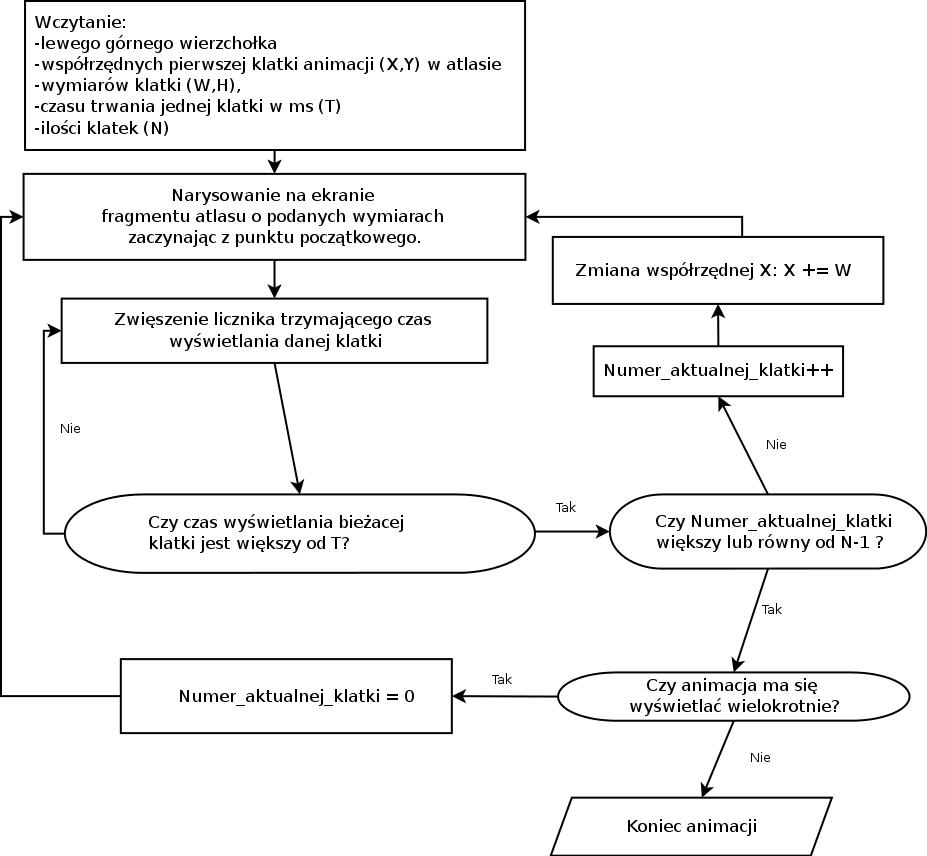 Wczytanie:
-lewego górnego wierzchołka
-współrzędnych pierwszej klatki animacji (X,Y) w atlasie
-wymiarów klatki (W,H),
-czasu trwania jednej klatki w ms (T)
-ilości klatek (N)
Narysowanie na ekranie
fragmentu atlasu o podanych wymiarach
zaczynając z punktu początkowego.
Zmiana współrzędnej X: X += W
Zwięszenie licznika trzymającego czas
wyświetlania danej klatki
Numer_aktualnej_klatki++
Nie
Nie
Czy czas wyświetlania bieżacej
klatki jest większy od T?
Tak
Czy Numer_aktualnej_klatki
większy lub równy od N-1 ?
Tak
Numer_aktualnej_klatki = 0
Tak
Czy animacja ma się
wyświetlać wielokrotnie?
Nie
Koniec animacji